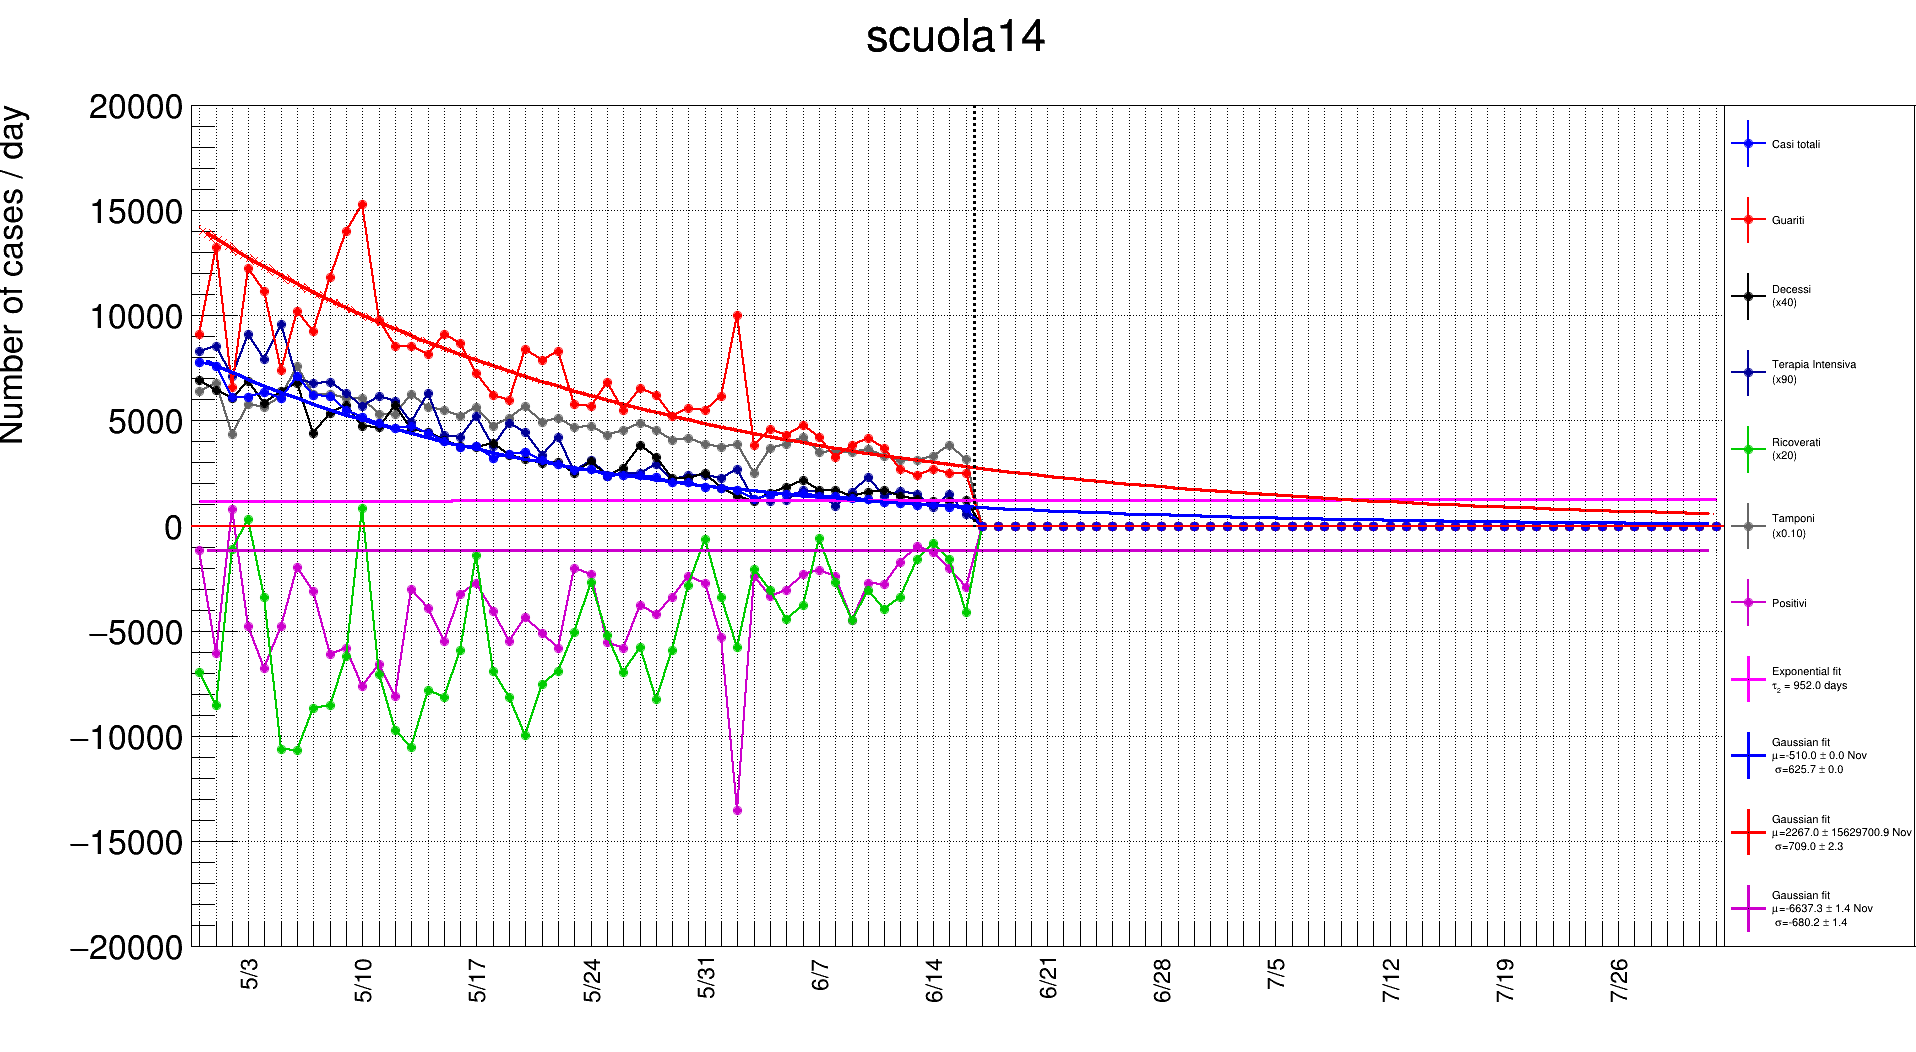 scuola14
Number of cases / day
20000
15000
10000
5000
0
−5000
−10000
−15000
−20000
5/3
5/10
5/17
5/24
5/31
6/7
6/14
6/21
6/28
7/5
7/12
7/19
7/26
Casi totali
Guariti
Decessi
(x40)
Terapia Intensiva
(x90)
Ricoverati
(x20)
Tamponi
(x0.10)
Positivi
Exponential fit
τ₂ = 952.0 days
Gaussian fit
μ=-510.0 ± 0.0 Nov
σ=625.7 ± 0.0
Gaussian fit
μ=2267.0 ± 15629700.9 Nov
σ=709.0 ± 2.3
Gaussian fit
μ=-6637.3 ± 1.4 Nov
σ=-680.2 ± 1.4